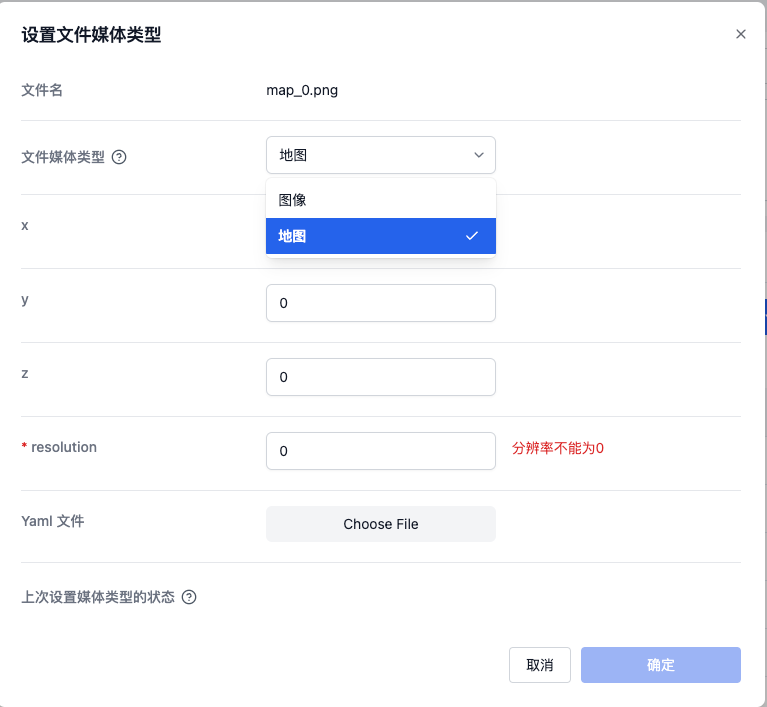 设置文件媒体类型
文件名 map_0.png
文件媒体类型 地图
图像
地图
x
y 0
z 0
* resolution 0 分辨率不能为0
Yaml 文件 Choose File
上次设置媒体类型的状态
取消 确定